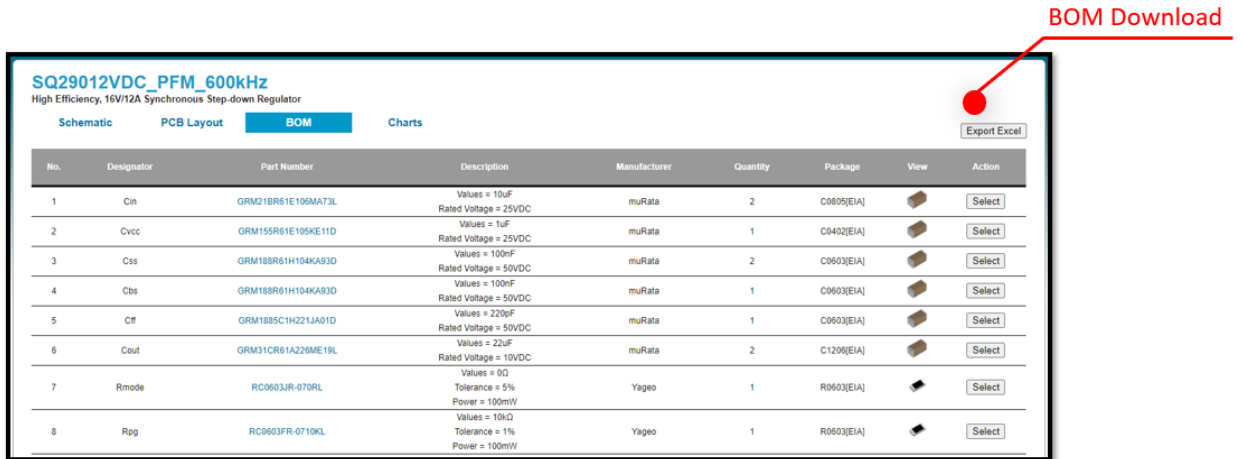 BOM Download
SQ29012VDC_PFM_600kHz
High Efficiency, 16V/12A Synchronous Step-down Regulator
Schematic PCB Layout BOM Charts
Export Excel
No. Designator Part Number Description Manufacturer Quantity Package View Action
1 Cin GRM21BR61E106MA73L Values = 10uF muRata 2 C0805[EIA] Select
Rated Voltage = 25VDC
2 Cvcc GRM155R61E105KE11D Values = 1uF muRata 1 C0402[EIA] Select
Rated Voltage = 25VDC
3 Css GRM188R61H104KA93D Values = 100nF muRata 2 C0603[EIA] Select
Rated Voltage = 50VDC
4 Cbs GRM188R61H104KA93D Values = 100nF muRata 1 C0603[EIA] Select
Rated Voltage = 50VDC
5 Cff GRM1885C1H221JA01D Values = 220pF muRata 1 C0603[EIA] Select
Rated Voltage = 50VDC
6 Cout GRM31CR61A226ME19L Values = 22uF muRata 2 C1206[EIA] Select
Rated Voltage = 10VDC
Values = 0Ω
7 Rmode RC0603JR-070RL Tolerance = 5% Yageo 1 R0603[EIA] Select
Power = 100mW
Values = 10kΩ
8 Rpg RC0603FR-0710KL Tolerance = 1% Yageo 1 R0603[EIA] Select
Power = 100mW